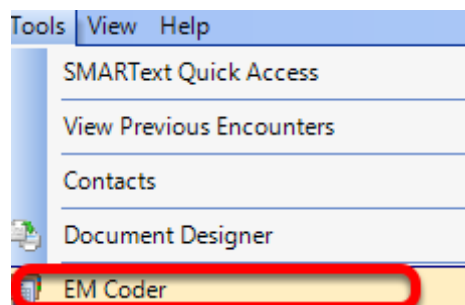 Tools View Help
SMARText Quick Access
View Previous Encounters
Contacts
Document Designer
EM Coder